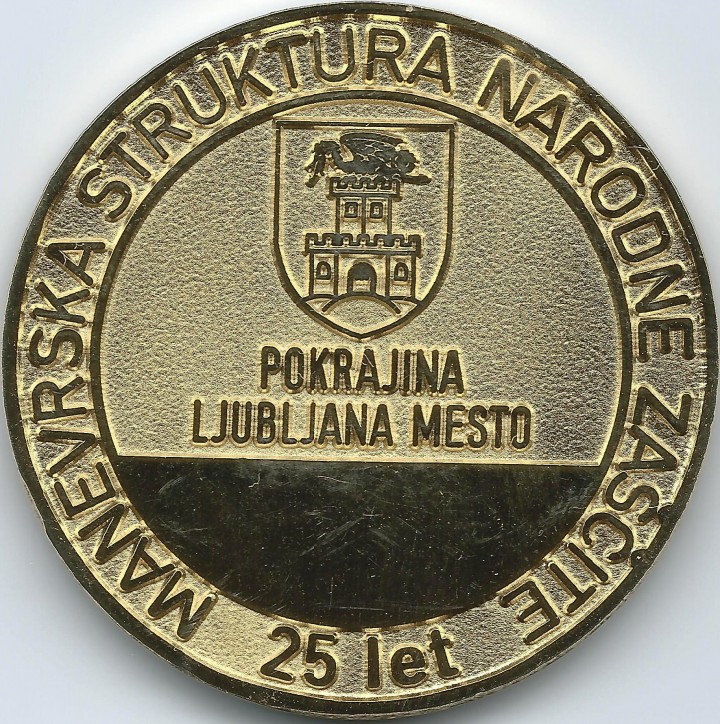 MANEVRSKA STRUKTURA NARODNE ZAŠČITE
POKRAJINA
LJUBLJANA MESTO
25 let